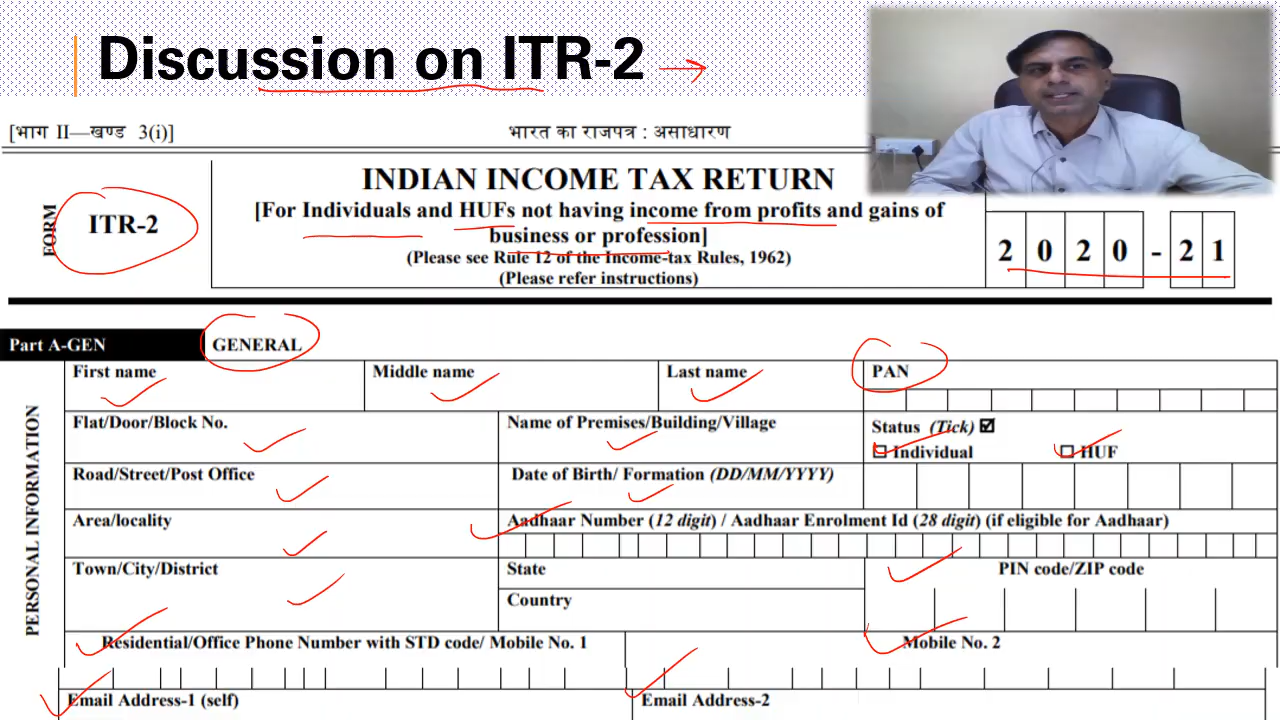 Discussion on ITR-2
[भाग II—खण्ड 3(i)] भारत का राजपत्र : असाधारण
FORM
ITR-2
INDIAN INCOME TAX RETURN
[For Individuals and HUFs not having income from profits and gains of
business or profession]
(Please see Rule 12 of the Income-tax Rules, 1962)
(Please refer instructions)
2020-21
Part A-GEN GENERAL
PERSONAL INFORMATION
First name Middle name Last name PAN
Flat/Door/Block No. Name of Premises/Building/Village Status (Tick) ☑
☐ Individual ☐ HUF
Road/Street/Post Office Date of Birth/ Formation (DD/MM/YYYY)
Area/locality Aadhaar Number (12 digit) / Aadhaar Enrolment Id (28 digit) (if eligible for Aadhaar)
Town/City/District State PIN code/ZIP code
Country
Residential/Office Phone Number with STD code/ Mobile No. 1 Mobile No. 2
Email Address-1 (self) Email Address-2